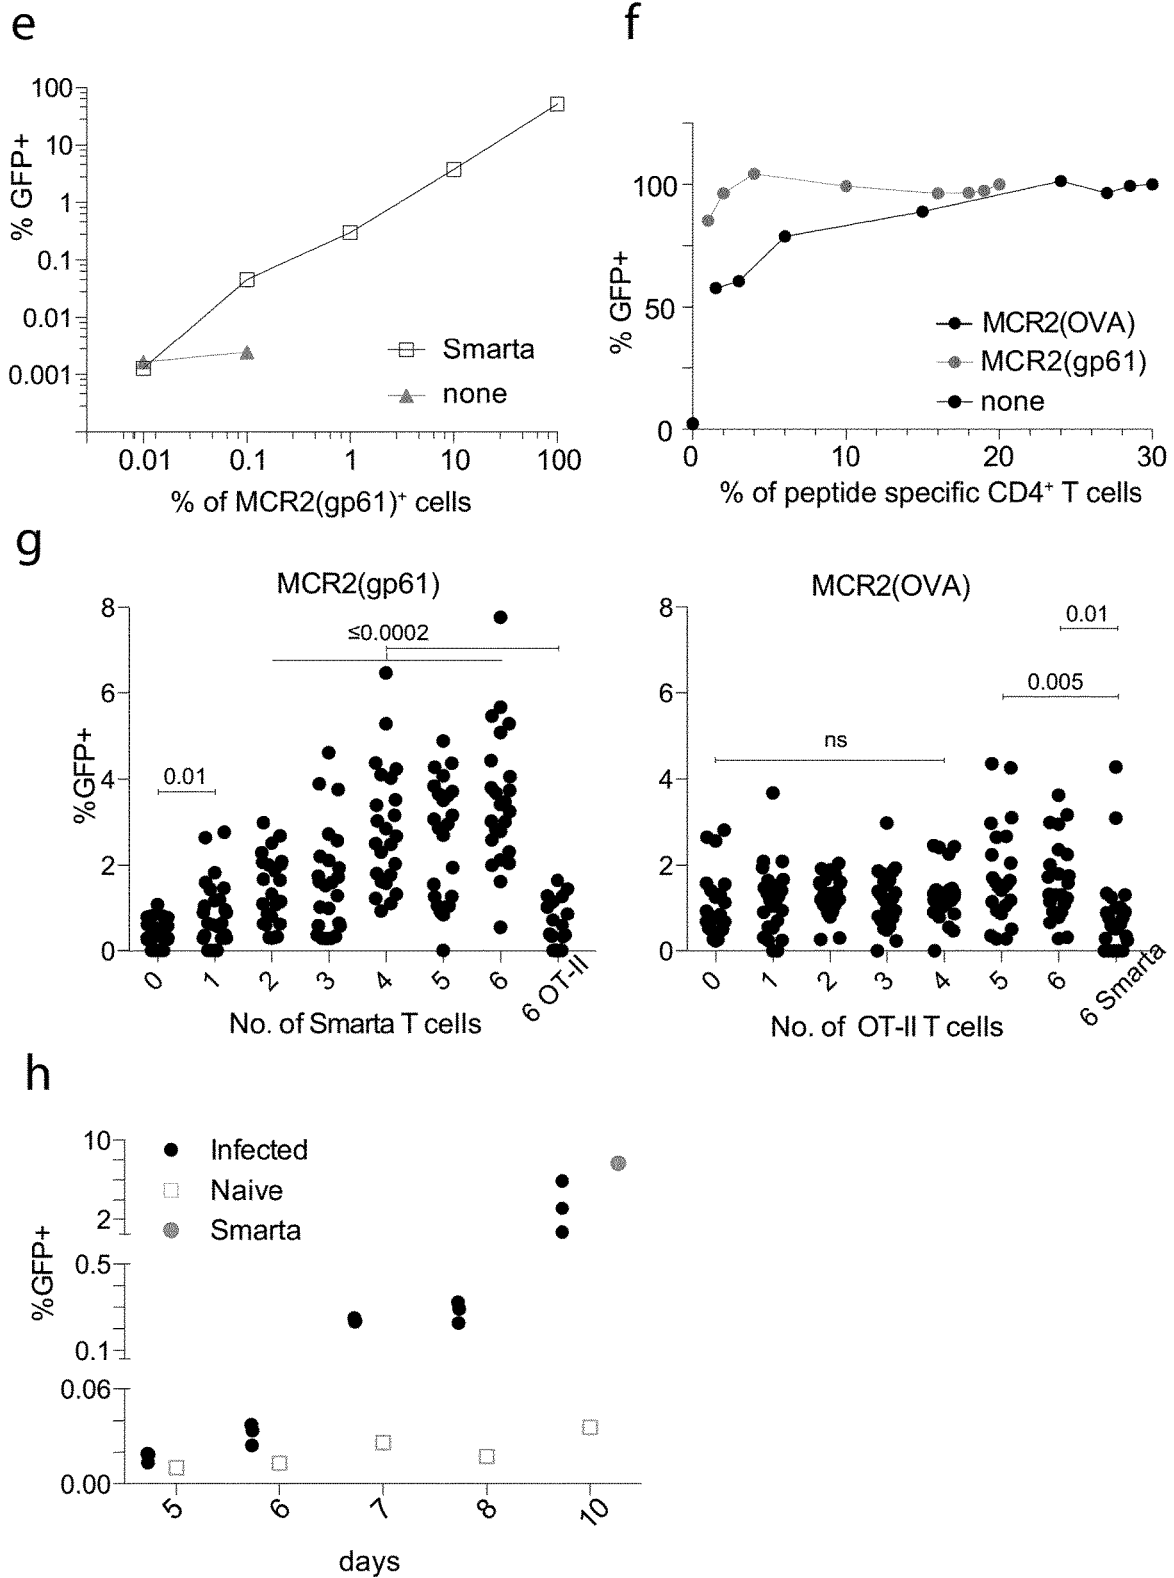 e
100
10
1
0.1
0.01
0.001
% GFP+
Smarta
none
0.01 0.1 1 10 100
% of MCR2(gp61)⁺ cells
f
100
50
0
% GFP+
MCR2(OVA)
MCR2(gp61)
none
0 10 20 30
% of peptide specific CD4⁺ T cells
g
MCR2(gp61)
8
6
4
2
0
%GFP+
≤0.0002
0.01
0 1 2 3 4 5 6 6 OT-II
No. of Smarta T cells
MCR2(OVA)
8
6
4
2
0
0.01
0.005
ns
0 1 2 3 4 5 6 6 Smarta
No. of OT-II T cells
h
10
2
0.5
0.1
0.06
0.00
%GFP+
Infected
Naive
Smarta
5 6 7 8 10
days